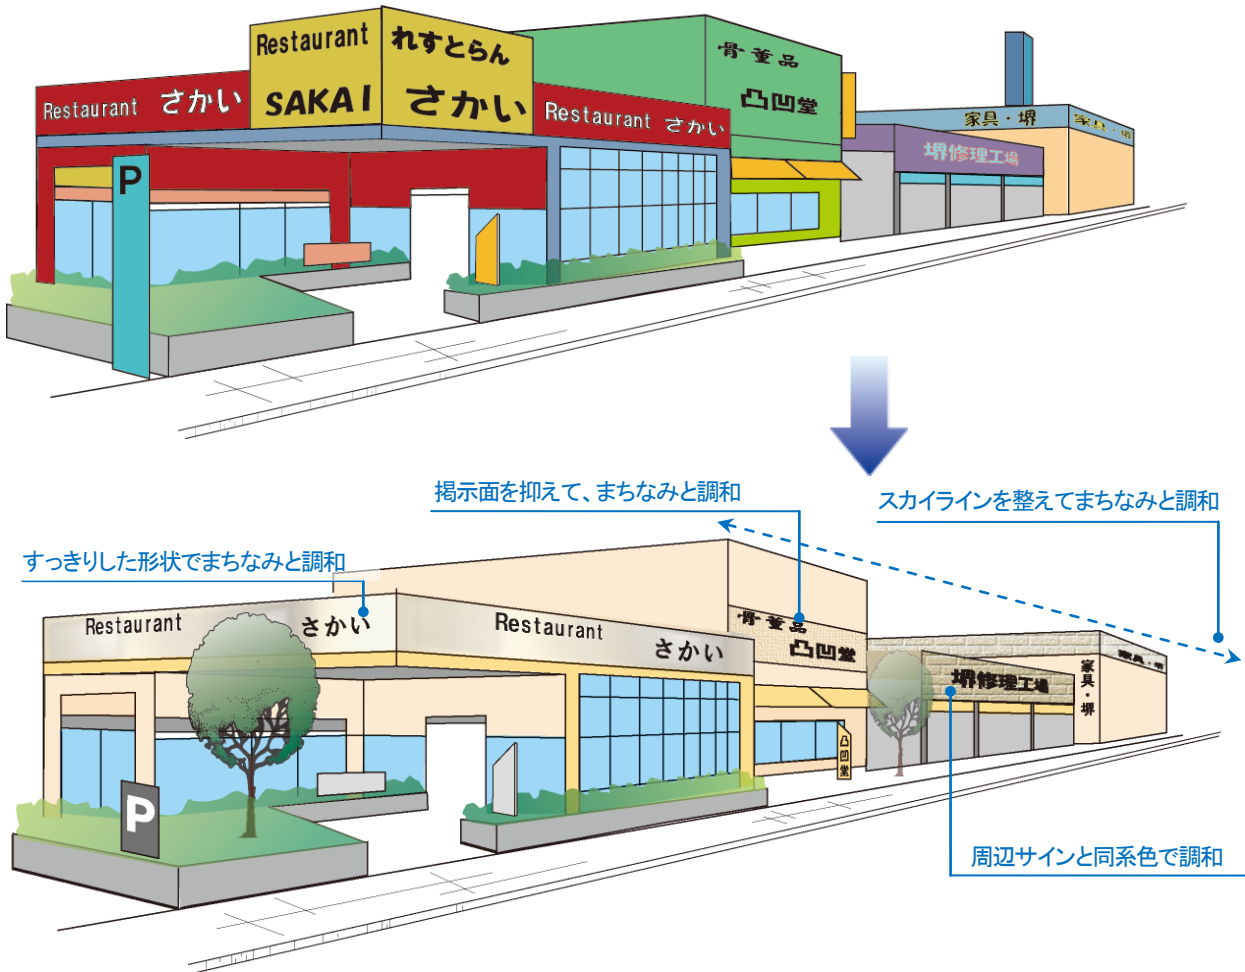 Restaurant
れすとらん
SAKAI
さかい
Restaurant さかい
Restaurant さかい
骨董品
凸凹堂
堺修理工場
家具・堺
家具・堺
P
掲示面を抑えて、まちなみと調和
スカイラインを整えてまちなみと調和
すっきりした形状でまちなみと調和
Restaurant さかい
Restaurant さかい
骨董品
凸凹堂
堺修理工場
家具・堺
家具・堺
凸凹堂
P
周辺サインと同系色で調和